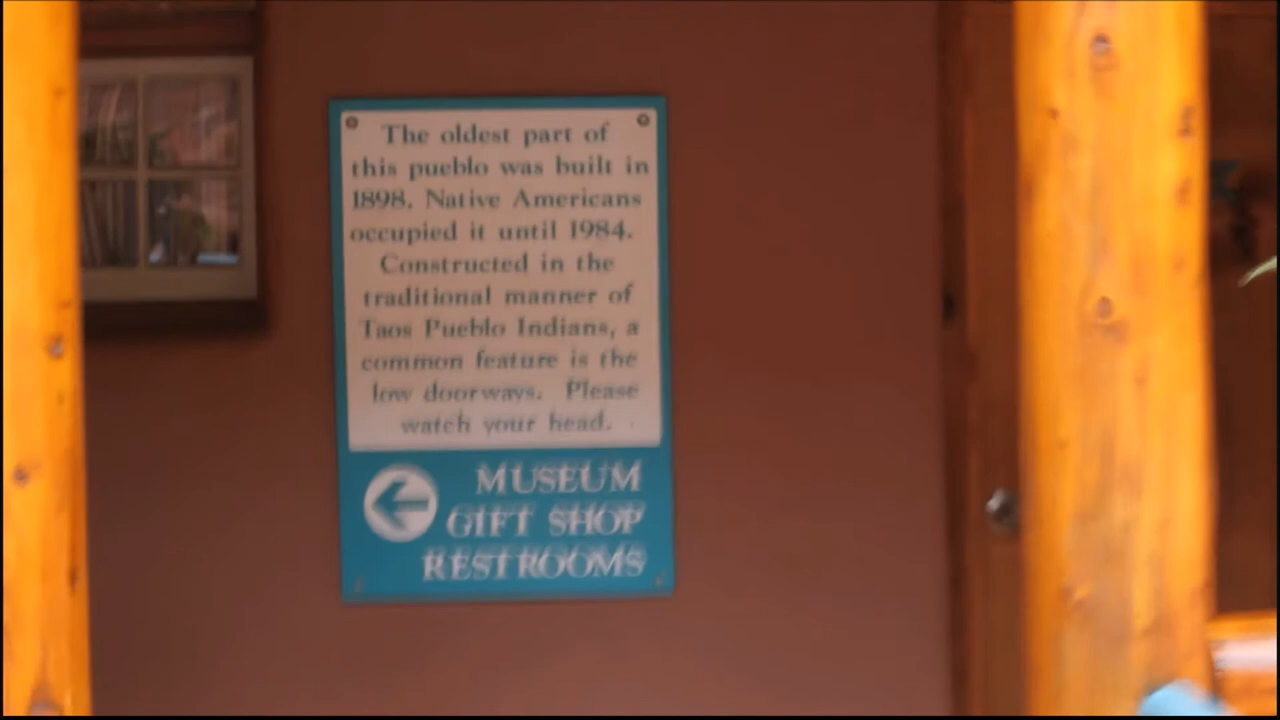 The oldest part of
this pueblo was built in
1898. Native Americans
occupied it until 1984.
Constructed in the
traditional manner of
Taos Pueblo Indians, a
common feature is the
low doorways. Please
watch your head.
MUSEUM
GIFT SHOP
RESTROOMS